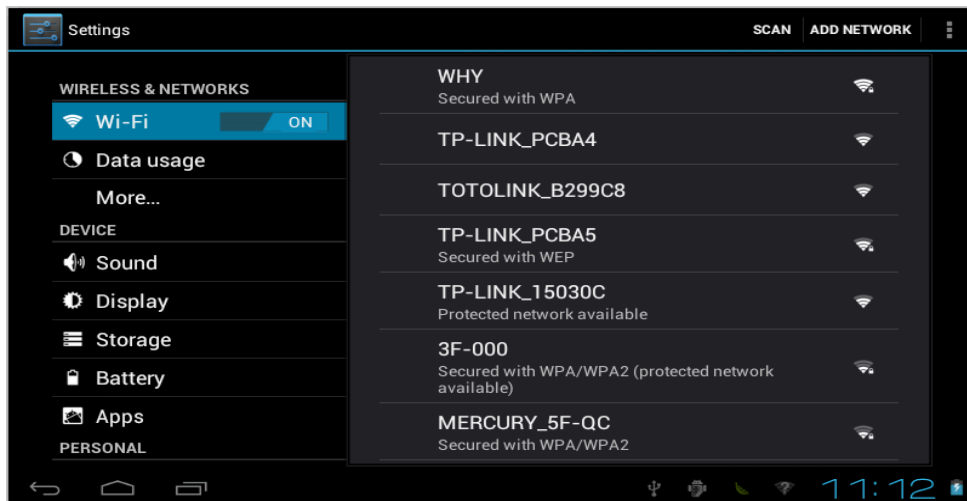 Settings
SCAN
ADD NETWORK
WIRELESS & NETWORKS
Wi-Fi
ON
Data usage
More...
DEVICE
Sound
Display
Storage
Battery
Apps
PERSONAL
WHY
Secured with WPA
TP-LINK_PCBA4
TOTOLINK_B299C8
TP-LINK_PCBA5
Secured with WEP
TP-LINK_15030C
Protected network available
3F-000
Secured with WPA/WPA2 (protected network
available)
MERCURY_5F-QC
Secured with WPA/WPA2
11:12